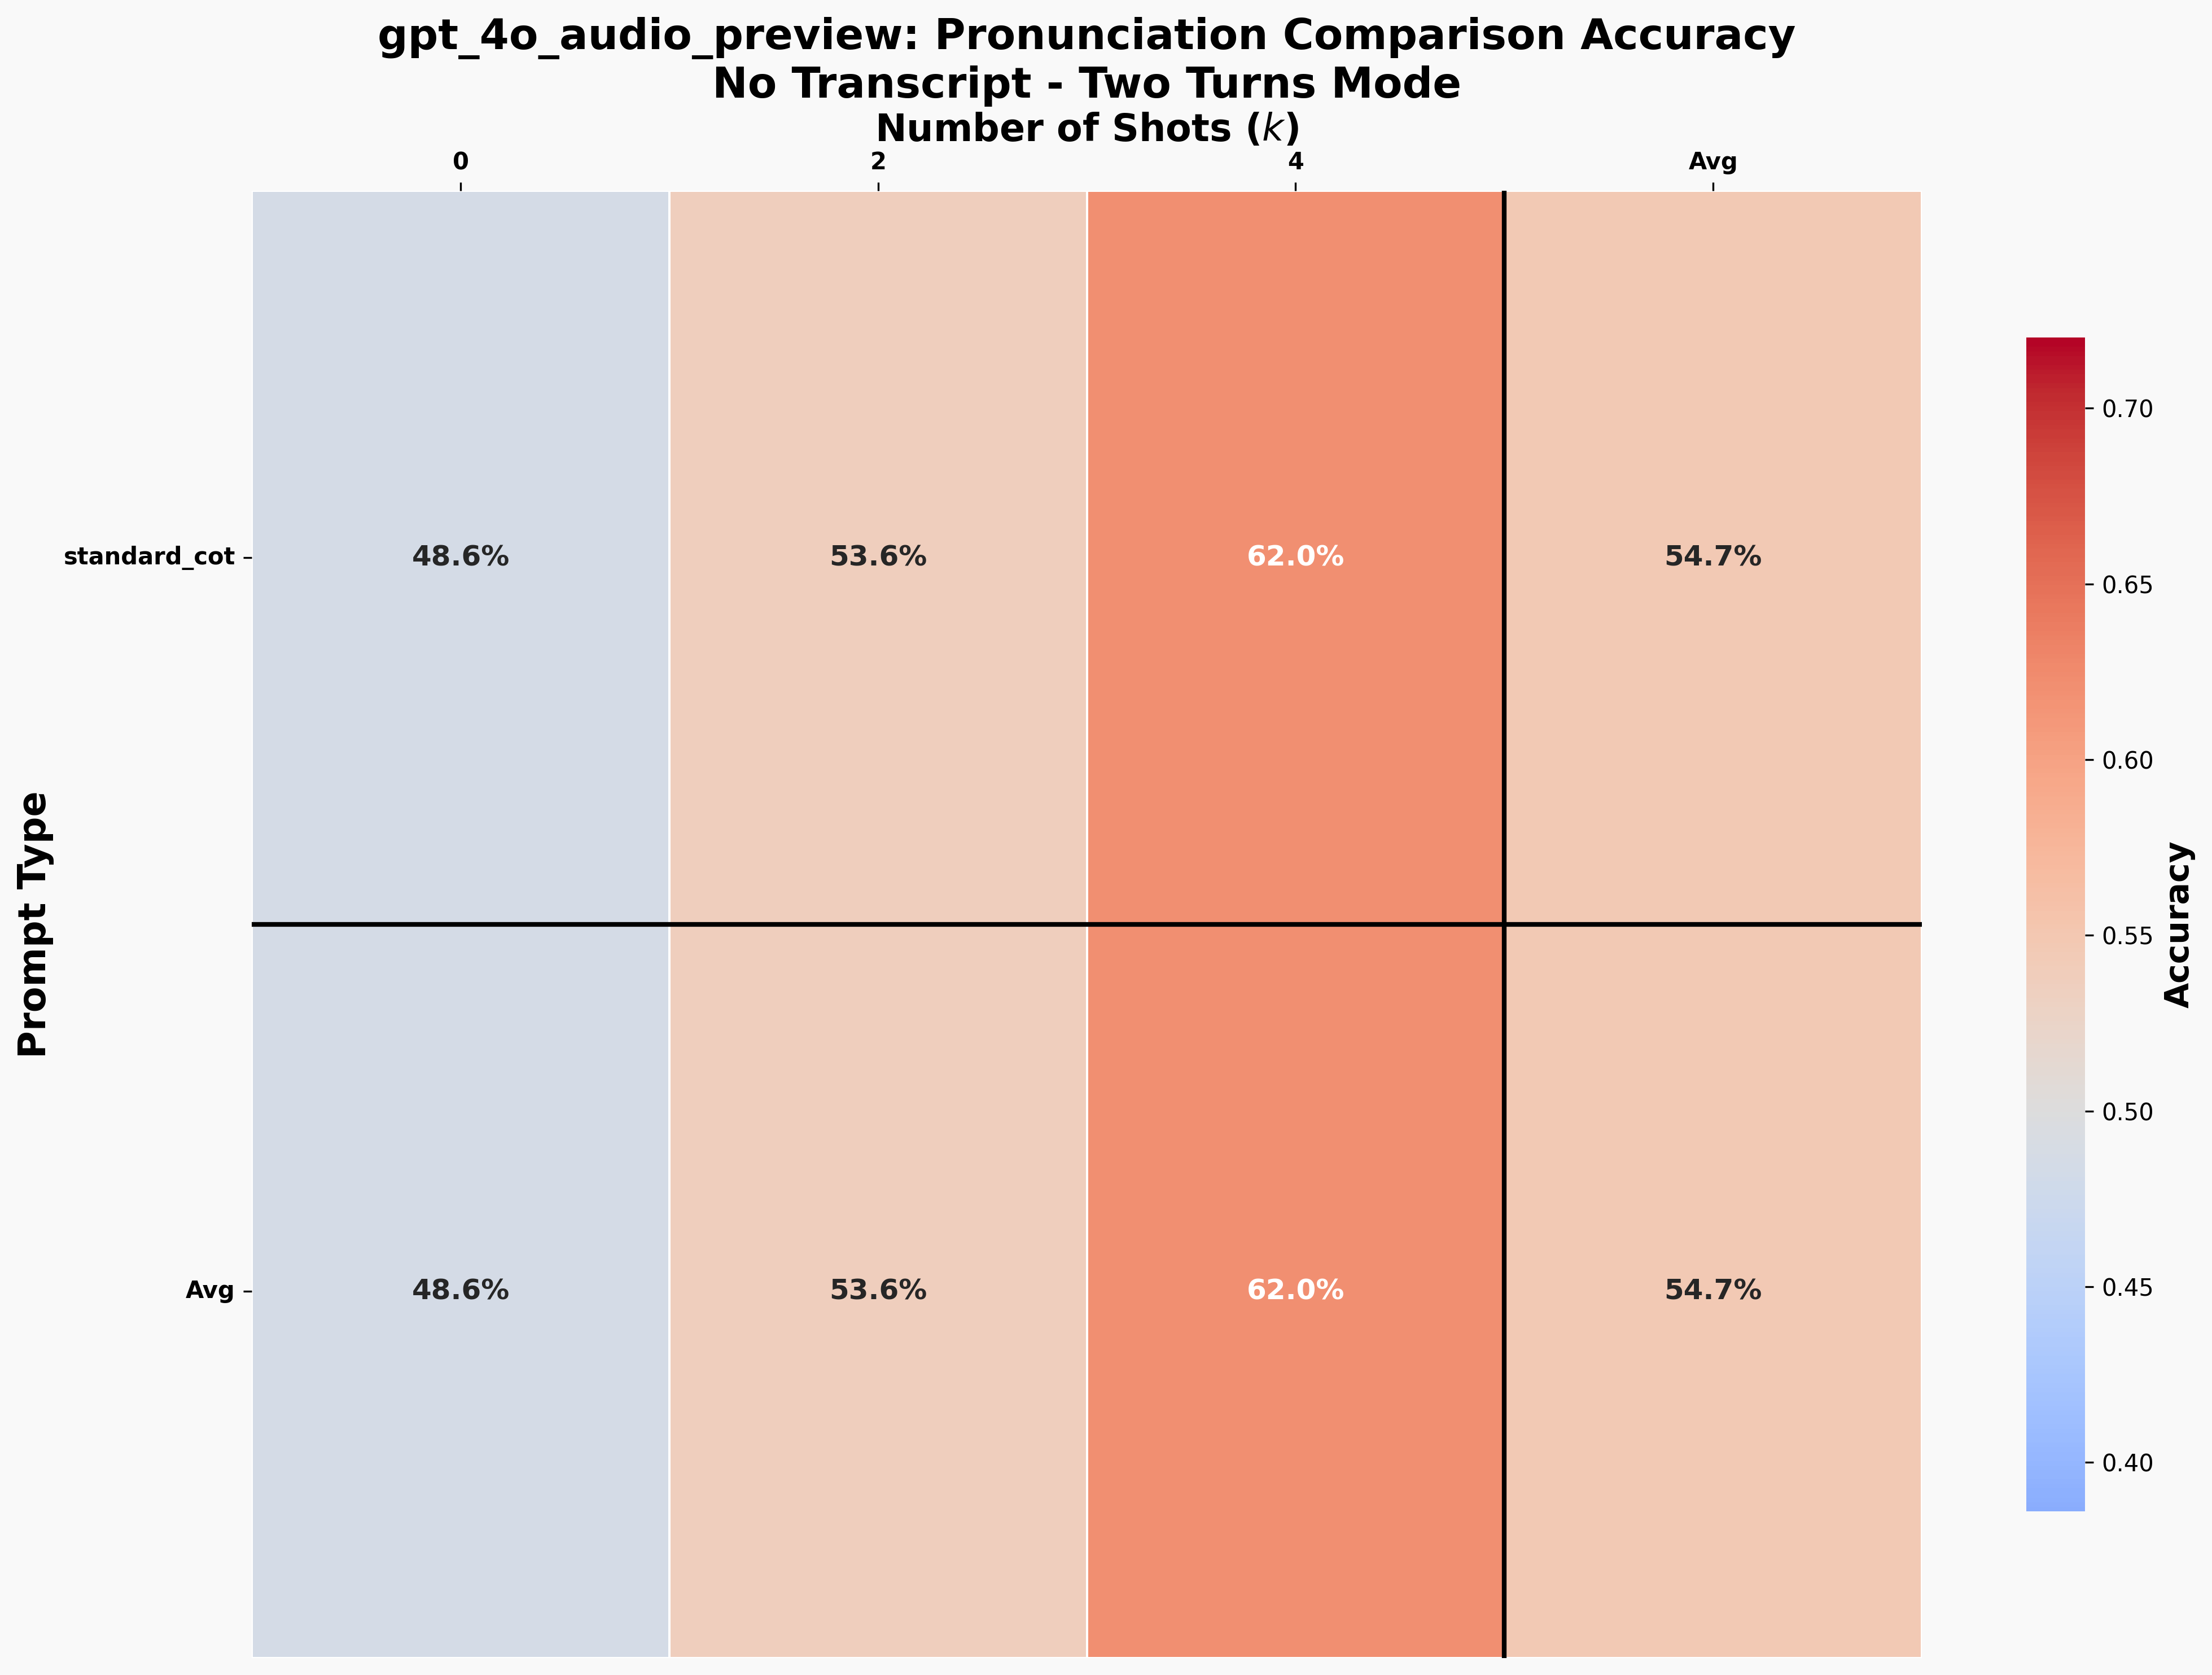 gpt_4o_audio_preview: Pronunciation Comparison Accuracy
No Transcript - Two Turns Mode
Number of Shots (k)
0 2 4 Avg
standard_cot 48.6% 53.6% 62.0% 54.7%
Avg 48.6% 53.6% 62.0% 54.7%
Prompt Type
0.70
0.65
0.60
0.55
0.50
0.45
0.40
Accuracy